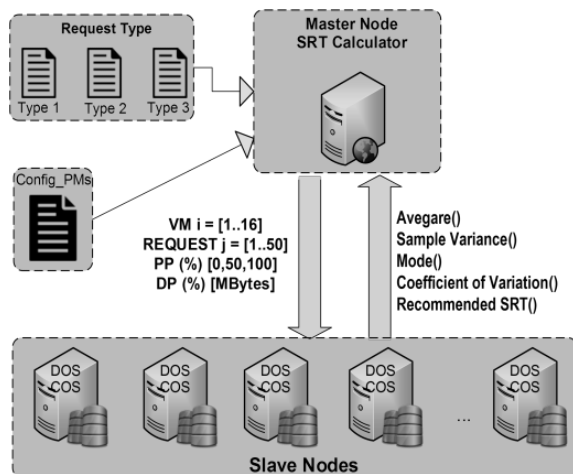 Request Type
Type 1
Type 2
Type 3
Master Node
SRT Calculator
Config_PMs
VM i = [1..16]
REQUEST j = [1..50]
PP (%) [0,50,100]
DP (%) [MBytes]
Avegare()
Sample Variance()
Mode()
Coefficient of Variation()
Recommended SRT()
DOS
COS
DOS
COS
DOS
COS
DOS
COS
...
DOS
COS
Slave Nodes